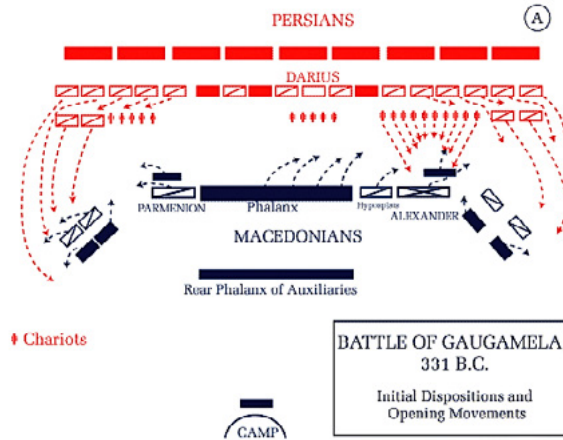 PERSIANS
A
DARIUS
PARMENION
Phalanx
Hypaspists
ALEXANDER
MACEDONIANS
Rear Phalanx of Auxiliaries
Chariots
BATTLE OF GAUGAMELA
331 B.C.
Initial Dispositions and
Opening Movements
CAMP